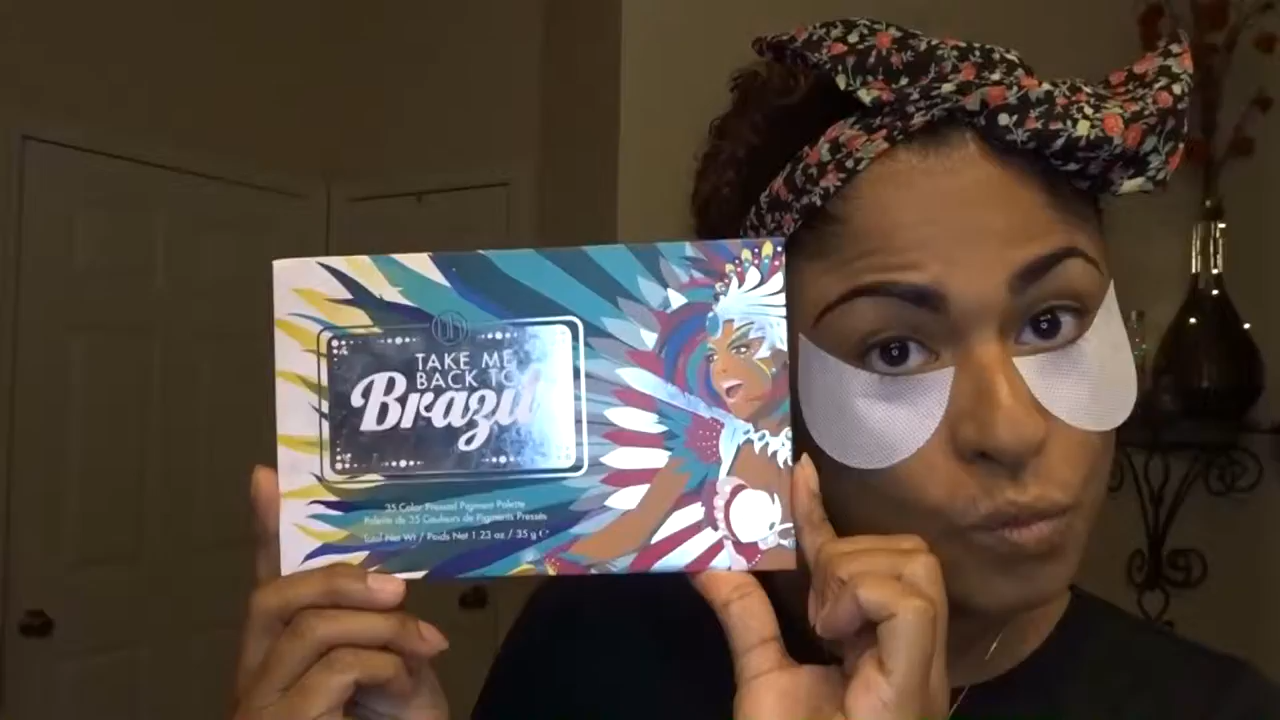 bh
TAKE ME
BACK TO
Brazil
35 Color Pressed Pigment Palette
Palette de 35 Couleurs de Pigments Pressés
Total Net Wt / Poids Net 1.23 oz / 35 g ℮